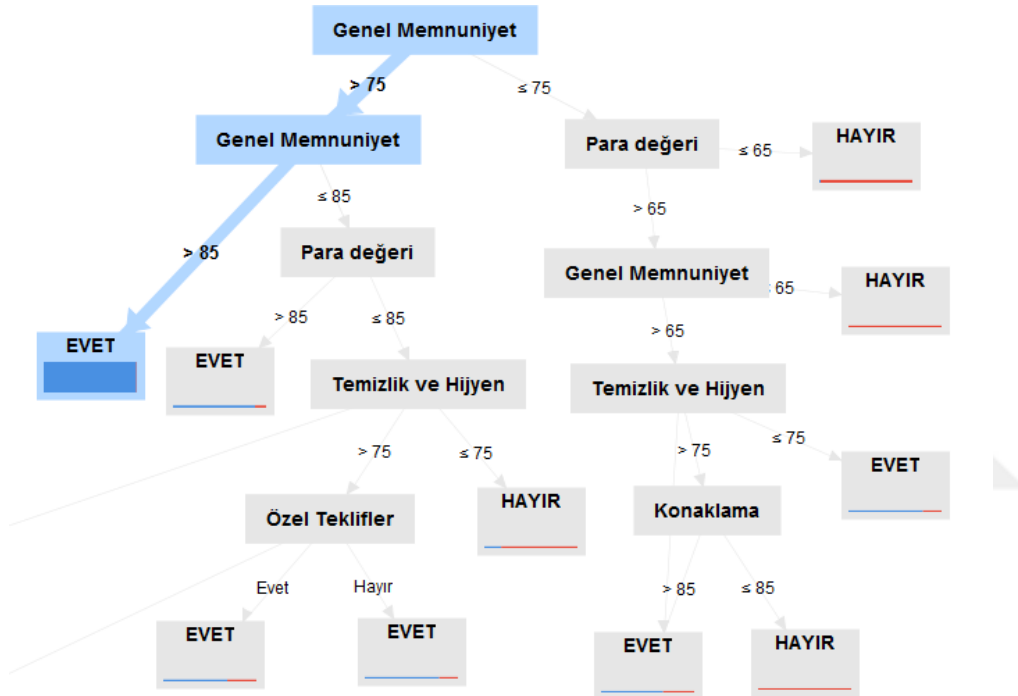 Genel Memnuniyet
> 75
≤ 75
Genel Memnuniyet
Para değeri
≤ 65
HAYIR
≤ 85
> 65
> 85
Para değeri
Genel Memnuniyet
65
HAYIR
> 85
≤ 85
> 65
EVET
EVET
Temizlik ve Hijyen
Temizlik ve Hijyen
> 75
≤ 75
> 75
≤ 75
EVET
Özel Teklifler
HAYIR
Konaklama
Evet
Hayır
> 85
≤ 85
EVET
EVET
EVET
HAYIR